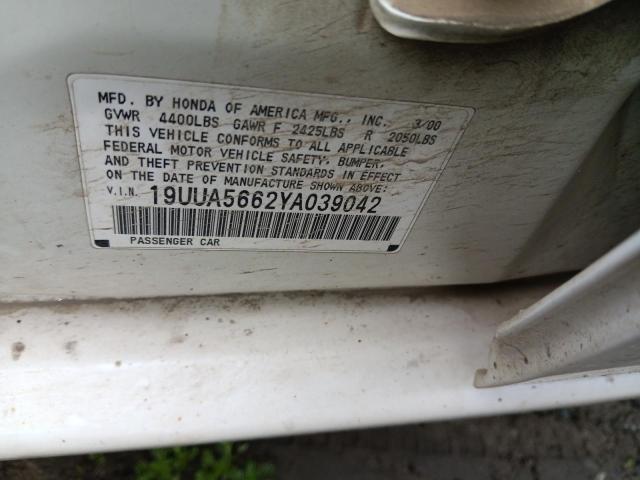 MFD. BY HONDA OF AMERICA MFG., INC. 3/00
GVWR 4400LBS GAWR F 2425LBS R 2050LBS
THIS VEHICLE CONFORMS TO ALL APPLICABLE
FEDERAL MOTOR VEHICLE SAFETY, BUMPER,
AND THEFT PREVENTION STANDARDS IN EFFECT
ON THE DATE OF MANUFACTURE SHOWN ABOVE:
V.I.N. 19UUA5662YA039042
PASSENGER CAR